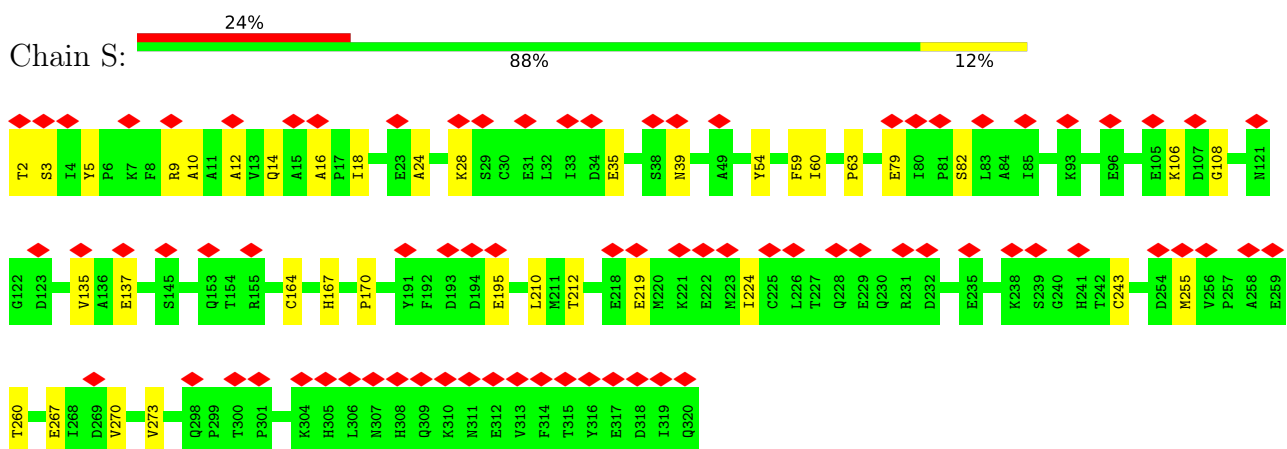 24%
Chain S:
88% 12%
T2 S3 I4 Y5 P6 K7 F8 R9 A10 A11 A12 V13 Q14 A15 A16 P17 I18 E23 A24 K28 S29 C30 E31 L32 I33 D34 E35 S38 N39 A49 Y54 F59 I60 P63 E79 I80 P81 S82 L83 A84 I85 K93 E96 E105 K106 D107 G108 N121
G122 D123 V135 A136 E137 S145 Q153 T154 R155 C164 H167 P170 Y191 F192 D193 D194 E195 L210 M211 T212 E218 E219 M220 K221 E222 M223 I224 C225 L226 T227 Q228 E229 Q230 R231 D232 E235 K238 S239 G240 H241 T242 C243 D254 M255 V256 P257 A258 E259
T260 E267 I268 D269 V270 V273 Q298 P299 T300 P301 K304 H305 L306 N307 H308 Q309 K310 N311 E312 V313 F314 T315 Y316 E317 D318 I319 Q320